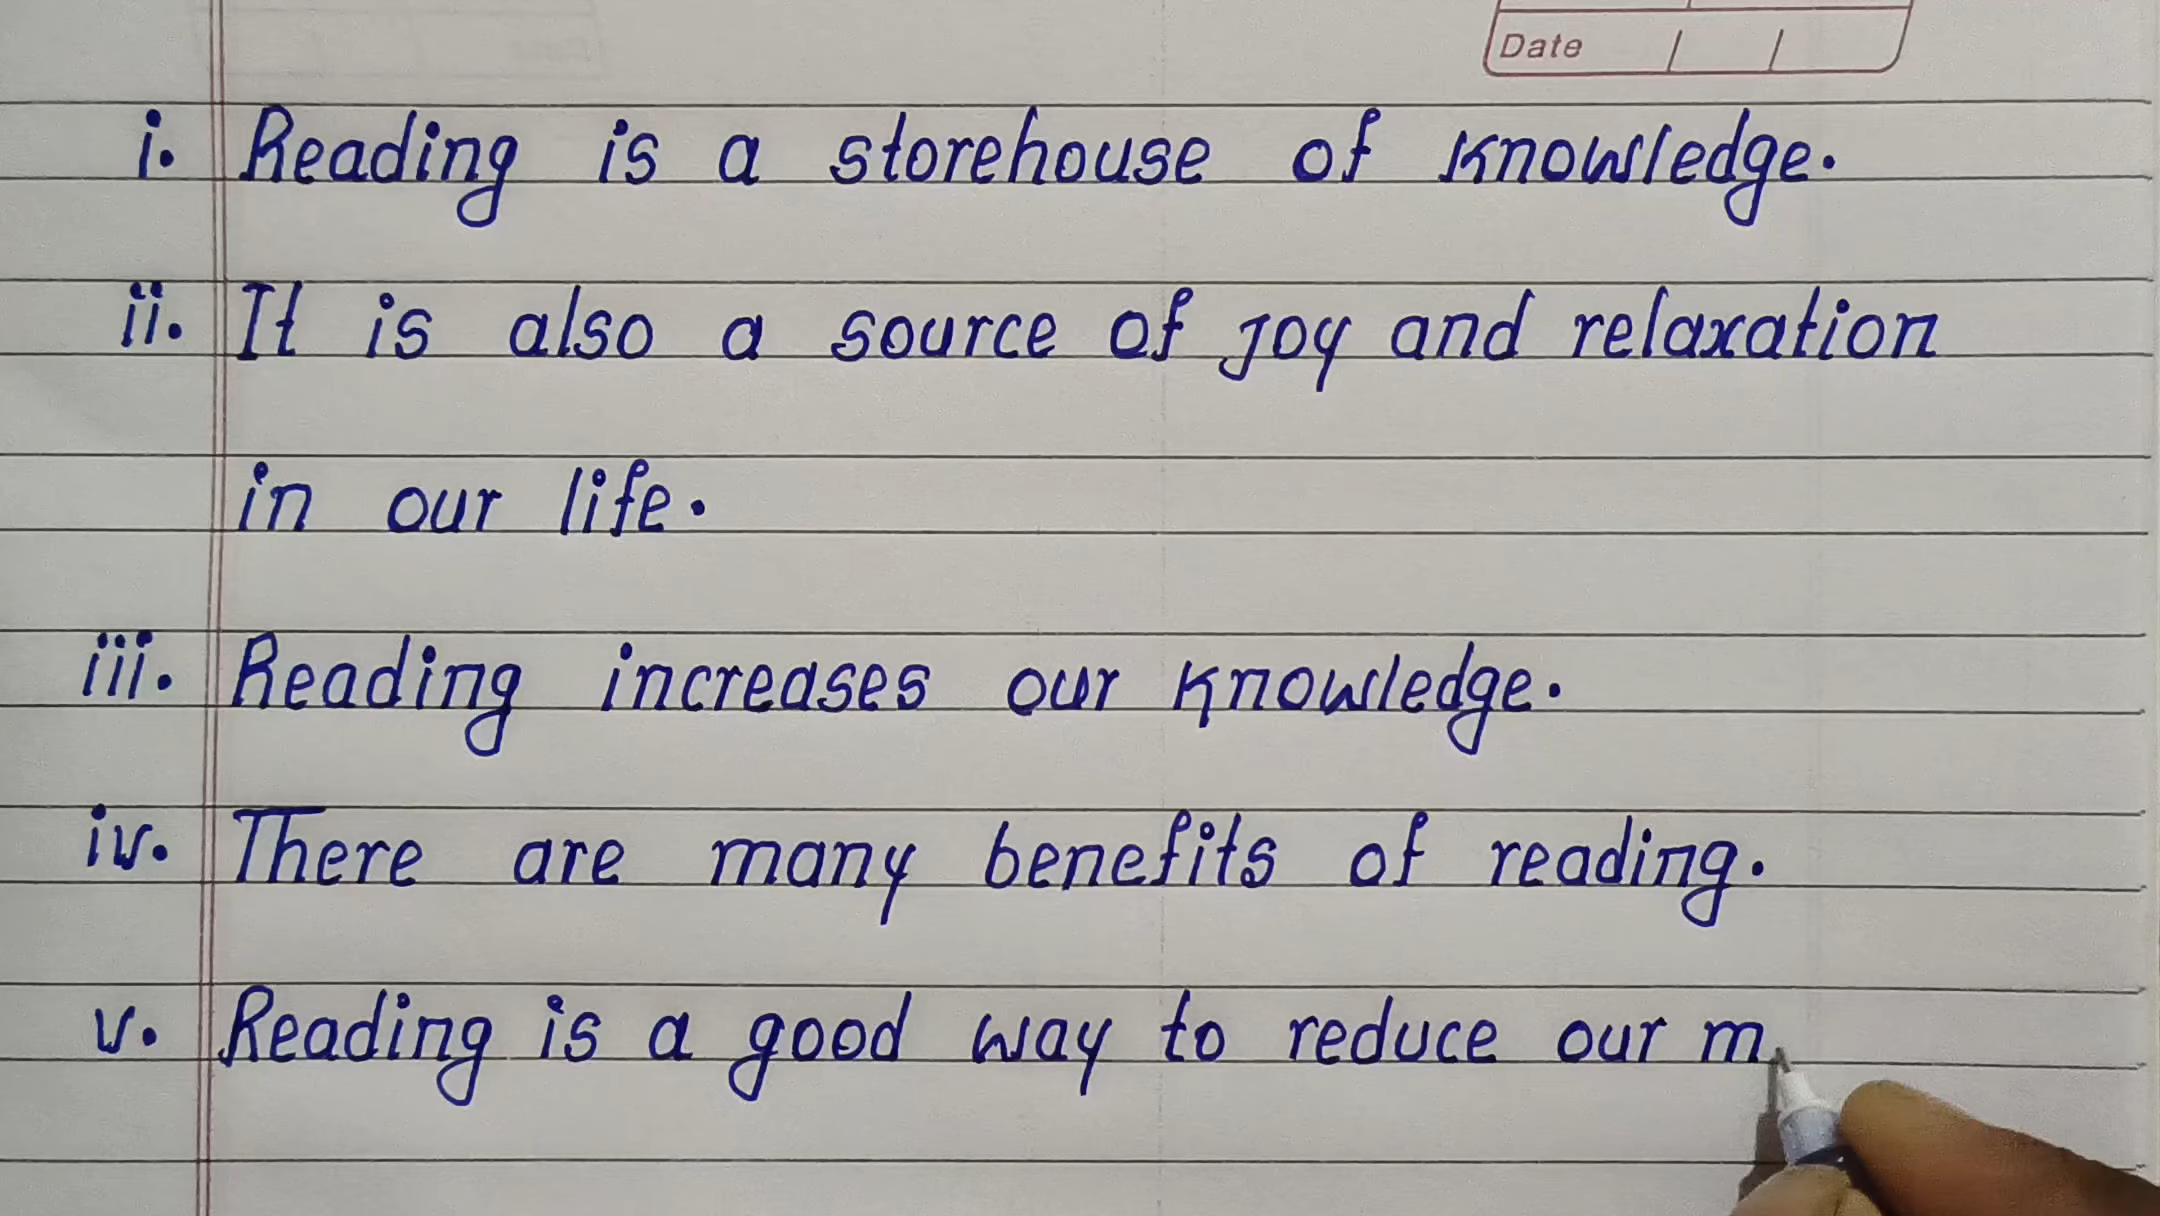 Date / /
i. Reading is a storehouse of knowledge.
ii. It is also a source of joy and relaxation
in our life.
iii. Reading increases our knowledge.
iv. There are many benefits of reading.
v. Reading is a good way to reduce our m